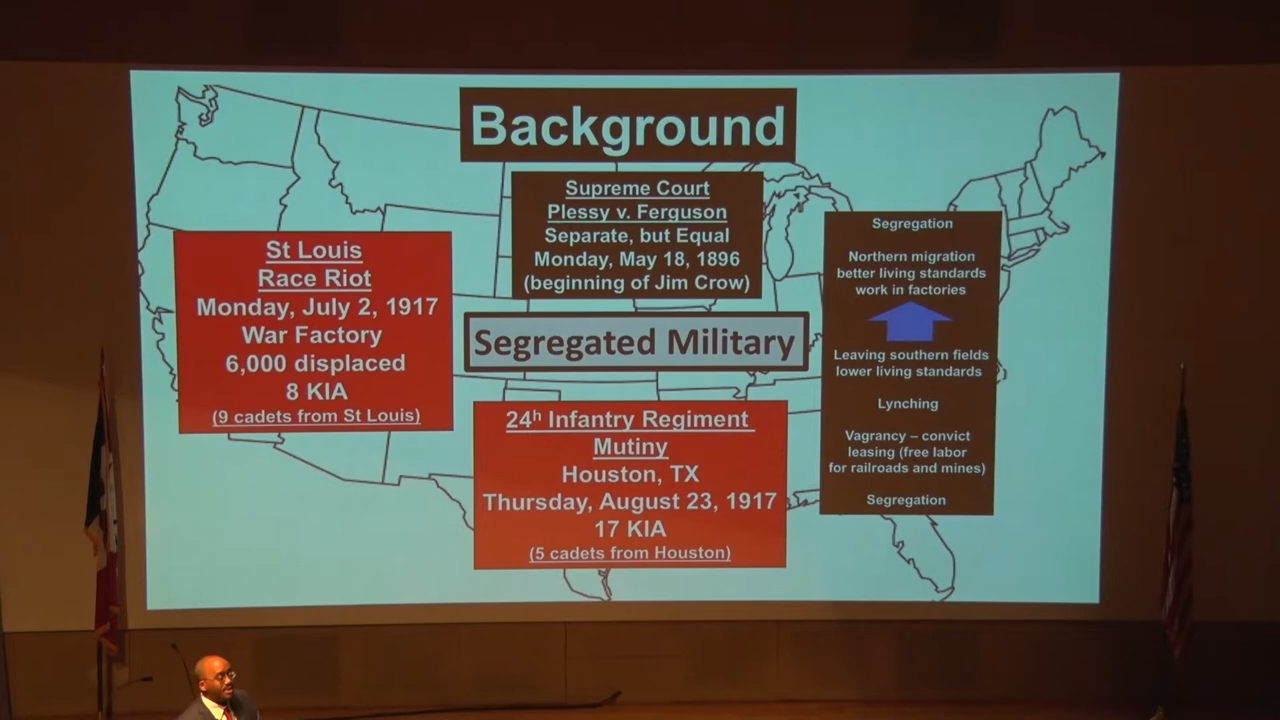 Background
Supreme Court
Plessy v. Ferguson
Separate, but Equal
Monday, May 18, 1896
(beginning of Jim Crow)
St Louis
Race Riot
Monday, July 2, 1917
War Factory
6,000 displaced
8 KIA
(9 cadets from St Louis)
Segregated Military
24h Infantry Regiment
Mutiny
Houston, TX
Thursday, August 23, 1917
17 KIA
(5 cadets from Houston)
Segregation
Northern migration
better living standards
work in factories
Leaving southern fields
lower living standards
Lynching
Vagrancy – convict
leasing (free labor
for railroads and mines)
Segregation